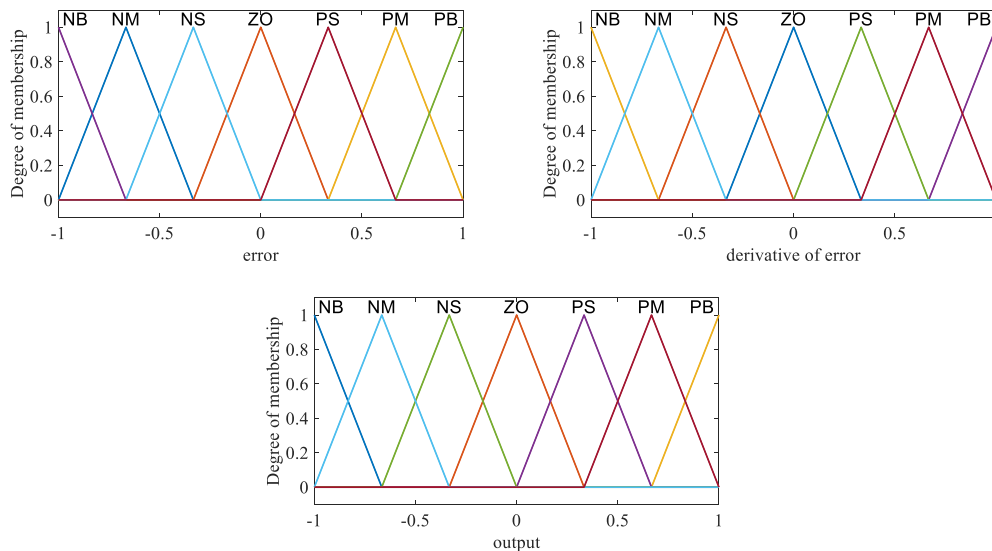 NB NM NS ZO PS PM PB
1
0.8
0.6
0.4
0.2
0
Degree of membership
-1 -0.5 0 0.5 1
error
NB NM NS ZO PS PM PB
1
0.8
0.6
0.4
0.2
0
Degree of membership
-1 -0.5 0 0.5
derivative of error
NB NM NS ZO PS PM PB
1
0.8
0.6
0.4
0.2
0
Degree of membership
-1 -0.5 0 0.5 1
output